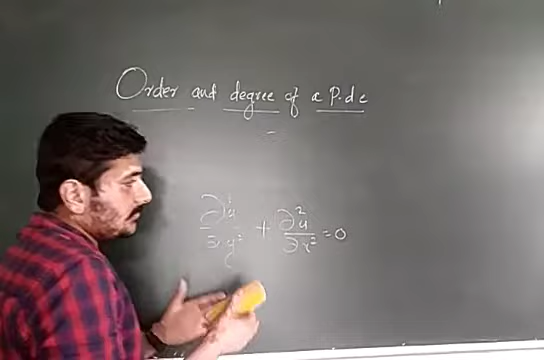 Order and degree of a P.d.e
∂²u/∂y² + ∂²u/∂x² = 0